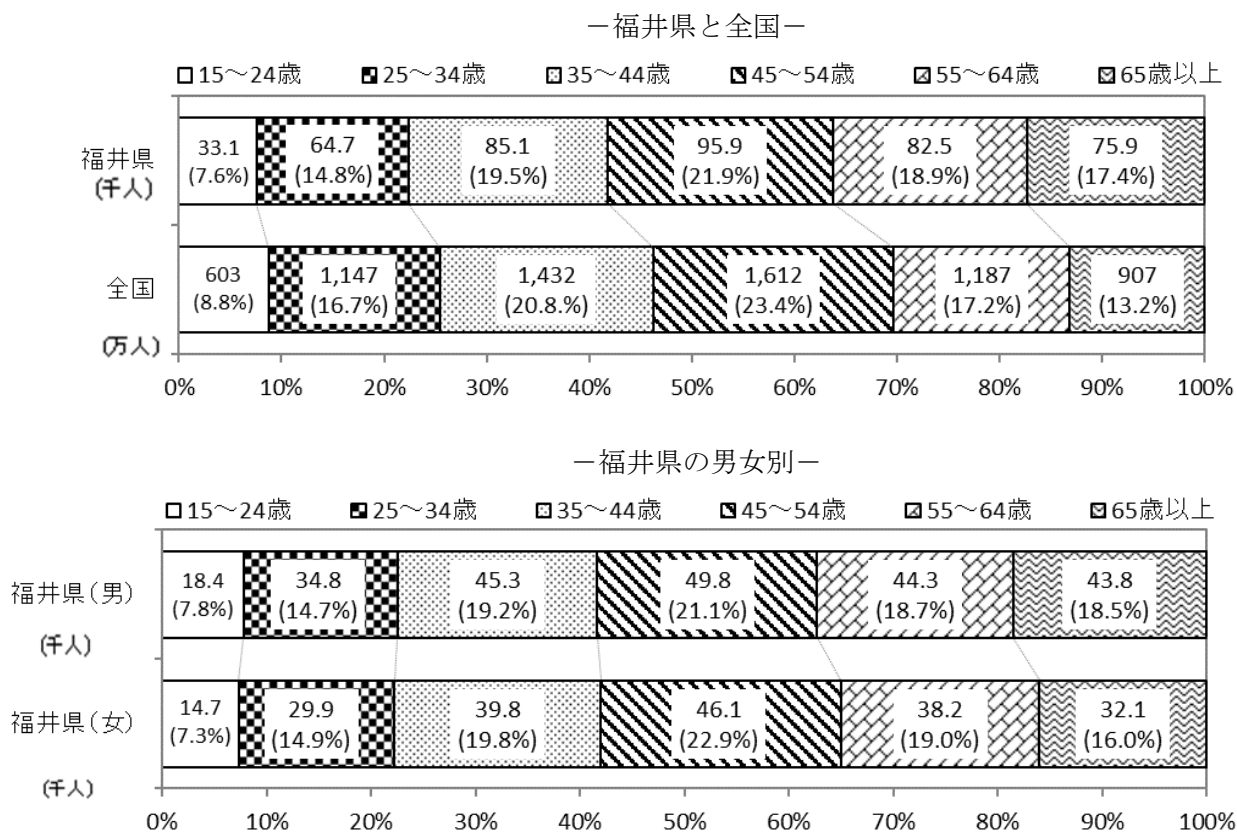 －福井県と全国－
15～24歳 25～34歳 35～44歳 45～54歳 55～64歳 65歳以上
福井県
(千人)
33.1 64.7 85.1 95.9 82.5 75.9
(7.6%) (14.8%) (19.5%) (21.9%) (18.9%) (17.4%)
全国
(万人)
603 1,147 1,432 1,612 1,187 907
(8.8%) (16.7%) (20.8.%) (23.4%) (17.2%) (13.2%)
0% 10% 20% 30% 40% 50% 60% 70% 80% 90% 100%
－福井県の男女別－
15～24歳 25～34歳 35～44歳 45～54歳 55～64歳 65歳以上
福井県(男)
(千人)
18.4 34.8 45.3 49.8 44.3 43.8
(7.8%) (14.7%) (19.2%) (21.1%) (18.7%) (18.5%)
福井県(女)
(千人)
14.7 29.9 39.8 46.1 38.2 32.1
(7.3%) (14.9%) (19.8%) (22.9%) (19.0%) (16.0%)
0% 10% 20% 30% 40% 50% 60% 70% 80% 90% 100%